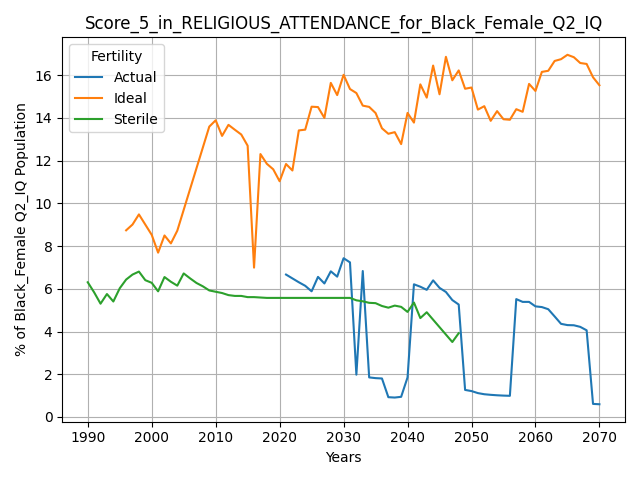 Score_5_in_RELIGIOUS_ATTENDANCE_for_Black_Female_Q2_IQ
Fertility
Actual
Ideal
Sterile
% of Black_Female Q2_IQ Population
16
14
12
10
8
6
4
2
0
1990 2000 2010 2020 2030 2040 2050 2060 2070
Years